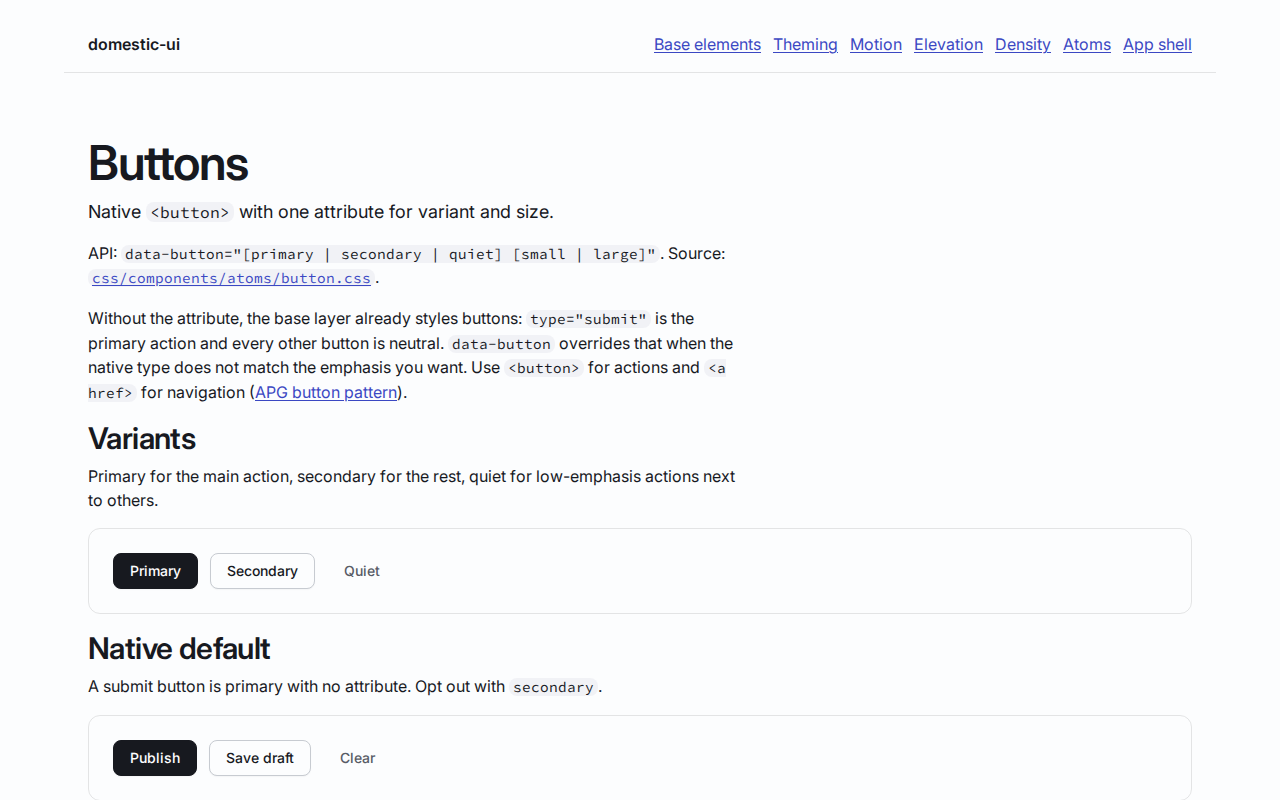 domestic-ui
Base elements Theming Motion Elevation Density Atoms App shell
Buttons
Native <button> with one attribute for variant and size.
API: data-button="[primary | secondary | quiet] [small | large]". Source:
css/components/atoms/button.css.
Without the attribute, the base layer already styles buttons: type="submit" is the
primary action and every other button is neutral. data-button overrides that when the
native type does not match the emphasis you want. Use <button> for actions and <a
href> for navigation (APG button pattern).
Variants
Primary for the main action, secondary for the rest, quiet for low-emphasis actions next
to others.
Primary Secondary Quiet
Native default
A submit button is primary with no attribute. Opt out with secondary.
Publish Save draft Clear